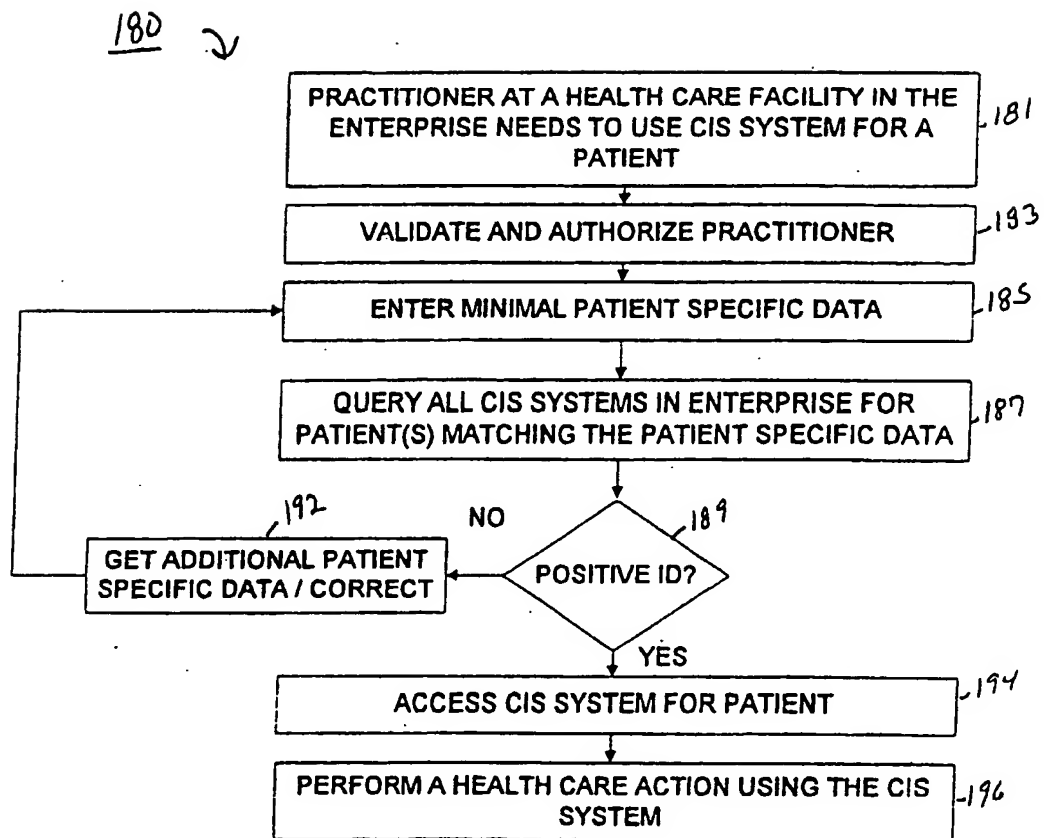 180
PRACTITIONER AT A HEALTH CARE FACILITY IN THE
ENTERPRISE NEEDS TO USE CIS SYSTEM FOR A
PATIENT
181
VALIDATE AND AUTHORIZE PRACTITIONER
183
ENTER MINIMAL PATIENT SPECIFIC DATA
185
QUERY ALL CIS SYSTEMS IN ENTERPRISE FOR
PATIENT(S) MATCHING THE PATIENT SPECIFIC DATA
187
192
NO
189
GET ADDITIONAL PATIENT
SPECIFIC DATA / CORRECT
POSITIVE ID?
YES
ACCESS CIS SYSTEM FOR PATIENT
194
PERFORM A HEALTH CARE ACTION USING THE CIS
SYSTEM
196